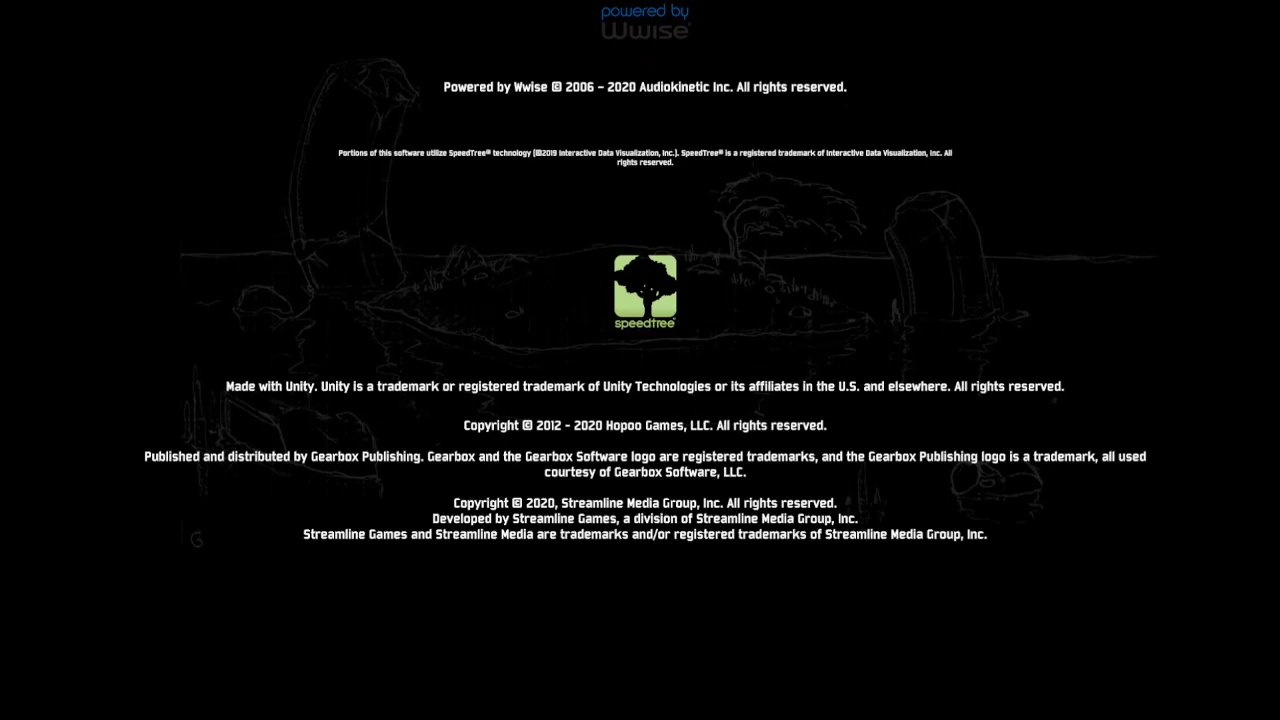 powered by
Wwise
Powered by Wwise © 2006 - 2020 Audiokinetic Inc. All rights reserved.
Portions of this software utilize SpeedTree® technology (©2019 Interactive Data Visualization, Inc.). SpeedTree® is a registered trademark of Interactive Data Visualization, Inc. All
rights reserved.
speedtree
Made with Unity. Unity is a trademark or registered trademark of Unity Technologies or its affiliates in the U.S. and elsewhere. All rights reserved.
Copyright © 2012 - 2020 Hopoo Games, LLC. All rights reserved.
Published and distributed by Gearbox Publishing. Gearbox and the Gearbox Software logo are registered trademarks, and the Gearbox Publishing logo is a trademark, all used
courtesy of Gearbox Software, LLC.
Copyright © 2020, Streamline Media Group, Inc. All rights reserved.
Developed by Streamline Games, a division of Streamline Media Group, Inc.
Streamline Games and Streamline Media are trademarks and/or registered trademarks of Streamline Media Group, Inc.